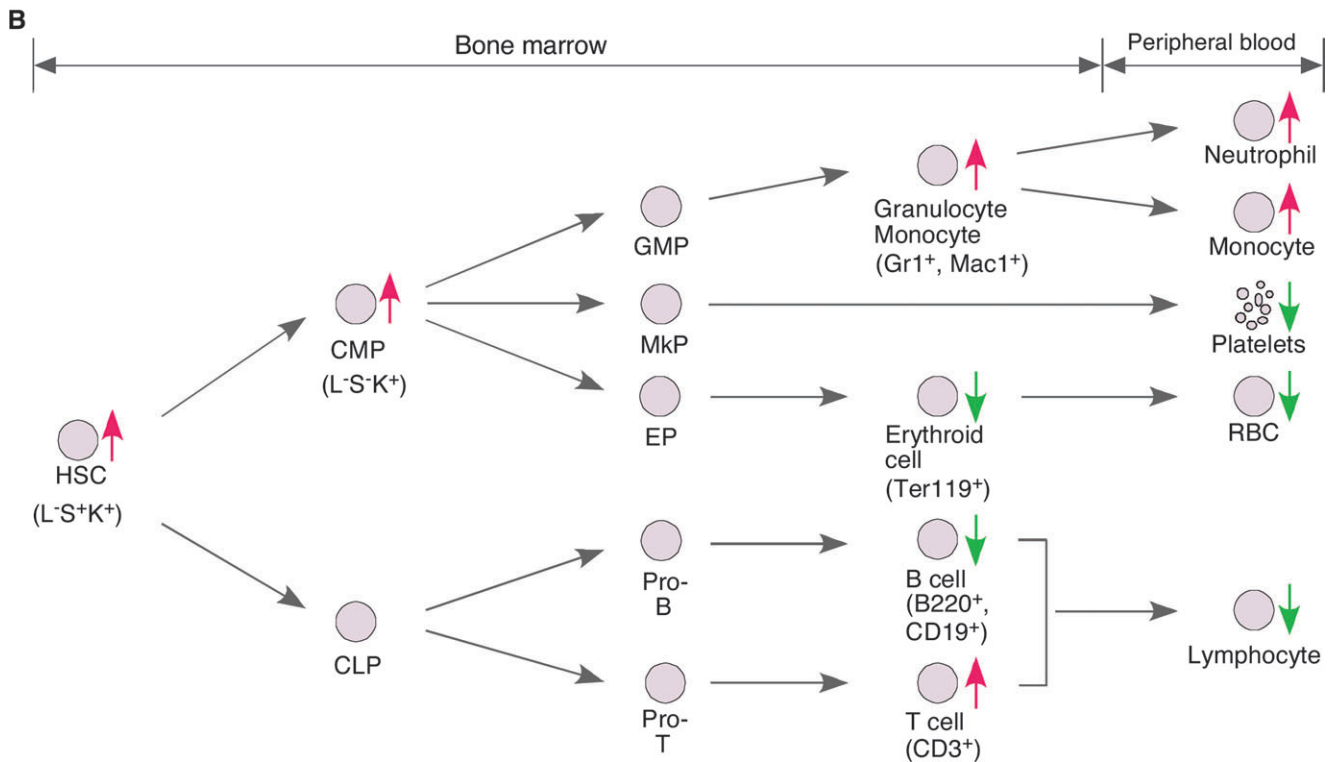 B
Bone marrow
Peripheral blood
Neutrophil
Granulocyte
Monocyte
(Gr1⁺, Mac1⁺)
GMP
Monocyte
CMP
(L⁻S⁻K⁺)
MkP
Platelets
EP
Erythroid
cell
(Ter119⁺)
RBC
HSC
(L⁻S⁺K⁺)
Pro-
B
B cell
(B220⁺,
CD19⁺)
CLP
Lymphocyte
Pro-
T
T cell
(CD3⁺)